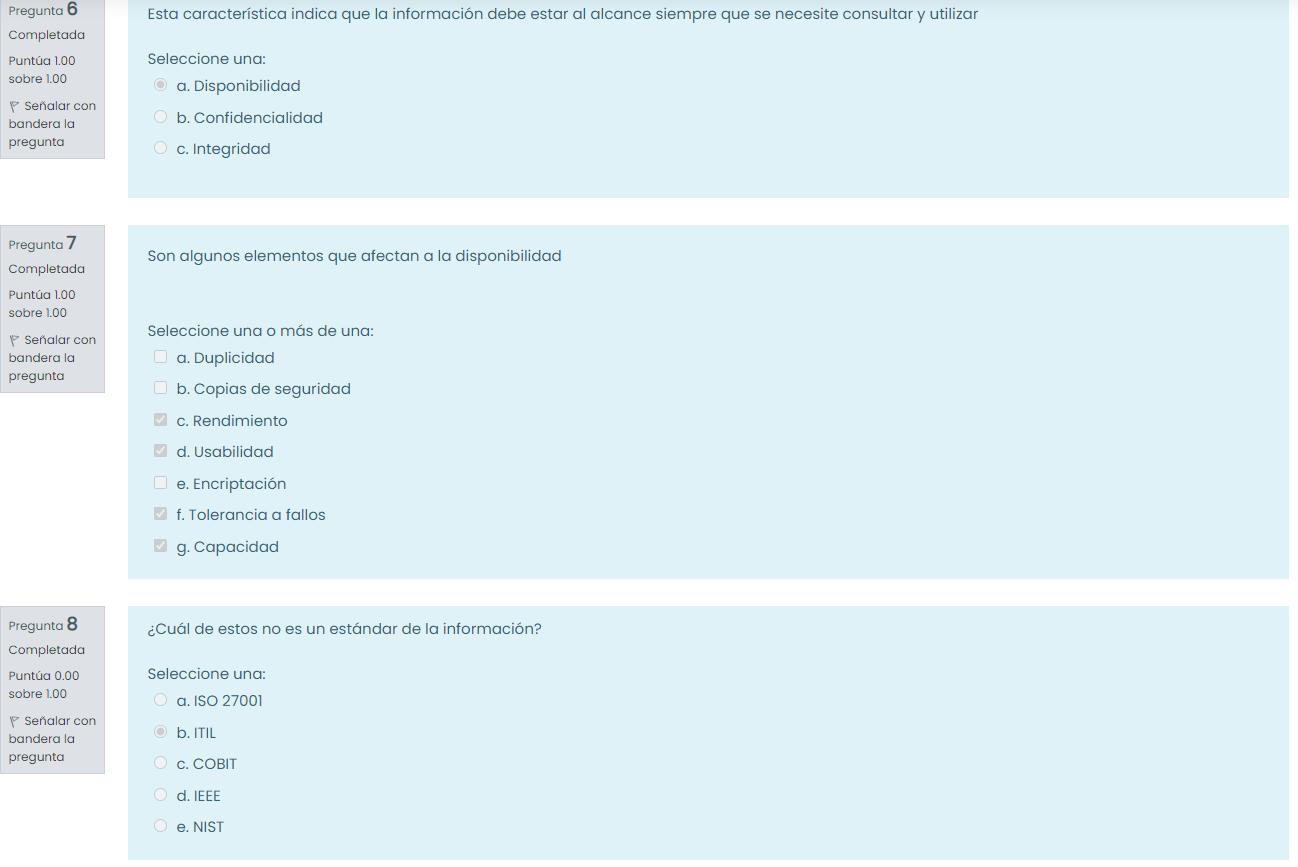 Pregunta 6
Completada
Puntúa 1.00
sobre 1.00
Señalar con
bandera la
pregunta
Esta característica indica que la información debe estar al alcance siempre que se necesite consultar y utilizar
Seleccione una:
a. Disponibilidad
b. Confidencialidad
c. Integridad
Pregunta 7
Completada
Puntúa 1.00
sobre 1.00
Señalar con
bandera la
pregunta
Son algunos elementos que afectan a la disponibilidad
Seleccione una o más de una:
a. Duplicidad
b. Copias de seguridad
c. Rendimiento
d. Usabilidad
e. Encriptación
f. Tolerancia a fallos
g. Capacidad
Pregunta 8
Completada
Puntúa 0.00
sobre 1.00
Señalar con
bandera la
pregunta
¿Cuál de estos no es un estándar de la información?
Seleccione una:
a. ISO 27001
b. ITIL
c. COBIT
d. IEEE
e. NIST